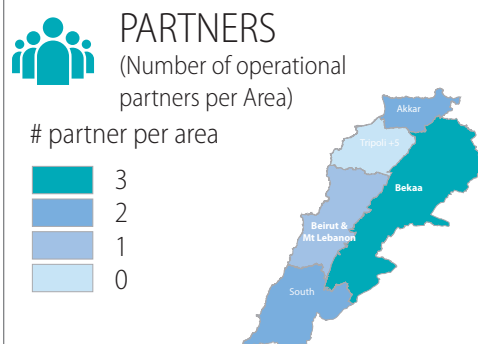 PARTNERS
(Number of operational
partners per Area)
# partner per area
3
2
1
0
Akkar
Tripoli +5
Bekaa
Beirut &
Mt Lebanon
South